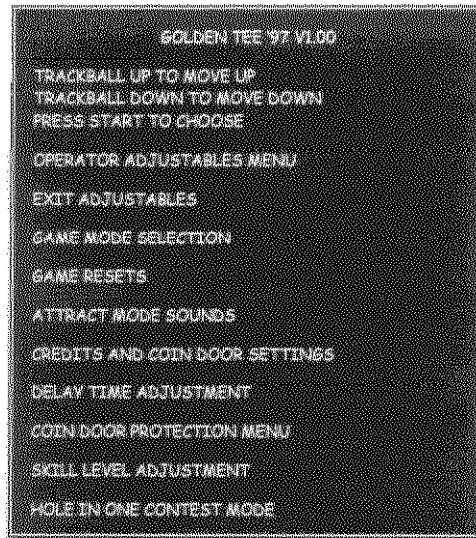 GOLDEN TEE '97 V1.00
TRACKBALL UP TO MOVE UP
TRACKBALL DOWN TO MOVE DOWN
PRESS START TO CHOOSE
OPERATOR ADJUSTABLES MENU
EXIT ADJUSTABLES
GAME MODE SELECTION
GAME RESETS
ATTRACT MODE SOUNDS
CREDITS AND COIN DOOR SETTINGS
DELAY TIME ADJUSTMENT
COIN DOOR PROTECTION MENU
SKILL LEVEL ADJUSTMENT
HOLE IN ONE CONTEST MODE